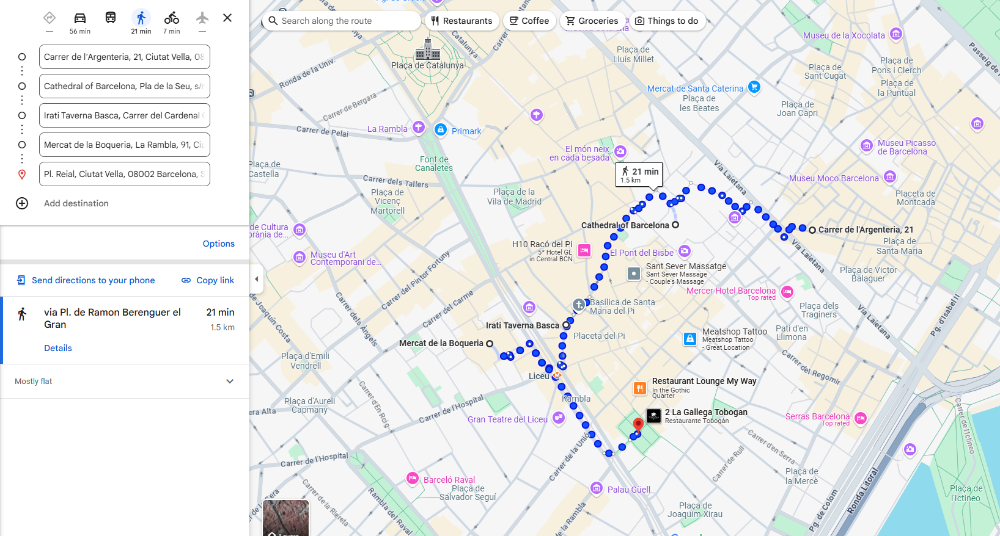 —
56 min
21 min
7 min
—
Carrer de l'Argenteria, 21, Ciutat Vella, 08
Cathedral of Barcelona, Pla de la Seu, s/n
Irati Taverna Basca, Carrer del Cardenal C
Mercat de la Boqueria, La Rambla, 91, Ciu
Pl. Reial, Ciutat Vella, 08002 Barcelona, S
Add destination
Options
Send directions to your phone
Copy link
via Pl. de Ramon Berenguer el
Gran
21 min
1.5 km
Details
Mostly flat
Search along the route
Restaurants
Coffee
Groceries
Things to do
Plaça de Catalunya
Ronda de la Univ.
Catalunya
Carrer de Bergara
Carrer de Pelai
La Rambla
Primark
Font de
Canaletes
Plaça de
Castella
Carrer dels Tallers
Plaça de
Vicenç
Martorell
Plaça de la
Vila de Madrid
El món neix
en cada besada
Plaça de
Lluís Millet
Mercat de Santa Caterina
Plaça de
les Beates
Museu de la Xocolata
Plaça de
Sant Cugat
Plaça de
Pons i Clerch
Plaça de
la Puntual
Plaça de
Joan Capri
Passeig de
Museu Picasso
de Barcelona
Museu Moco Barcelona
Placeta de
Montcada
Via Laietana
21 min
1.5 km
Cathedral of Barcelona
Carrer de l'Argenteria, 21
Plaça de
Santa Maria
Via Laietana
Plaça de Victor
Balaguer
de Cultura
Museu d'Art
Contemporani de...
Carrer del Pintor Fortuny
H10 Racó del Pi
5* Hotel GL
in Central BCN
El Pont del Bisbe
Sant Sever Massatge
Sant Sever Massage
- Couple's Massage
Mercer Hotel Barcelona
Top rated
Plaça dels
Traginers
Via Laietana
Pg. d'Isabel II
de Joaquín Costa
Carrer dels Àngels
Carrer del Carme
Basílica de Santa
Maria del Pi
Irati Taverna Basca
Placeta del Pi
Mercat de la Boqueria
Meatshop Tattoo
Meatshop Tattoo
- Great Location
Pati d'en
Llimona
Plaça d'Emili
Vendrell
Carrer del Regomir
Liceu
Restaurant Lounge My Way
In the Gothic
Quarter
Rambla
Plaça d'Aureli
Capmany
Carrer d'En Roig
Carrer de l'Hospital
Gran Teatre del Liceu
2 La Gallega Tobogan
Restaurante Tobogán
Serras Barcelona
Top rated
Carrer de l'Ictíneo
Carrer d'en Serra
Carrer de la Unió
Carrer de Rull
Carrer de l'Hospital
Barceló Raval
Plaça de
Salvador Seguí
Palau Güell
Plaça de
la Mercè
Plaça de
Joaquim Xirau
Pg. de Colom
Ronda Litoral
Plaça de
l'Ictineo
Carrer de la Riereta
Rambla del Raval
Carrer de la
Layers